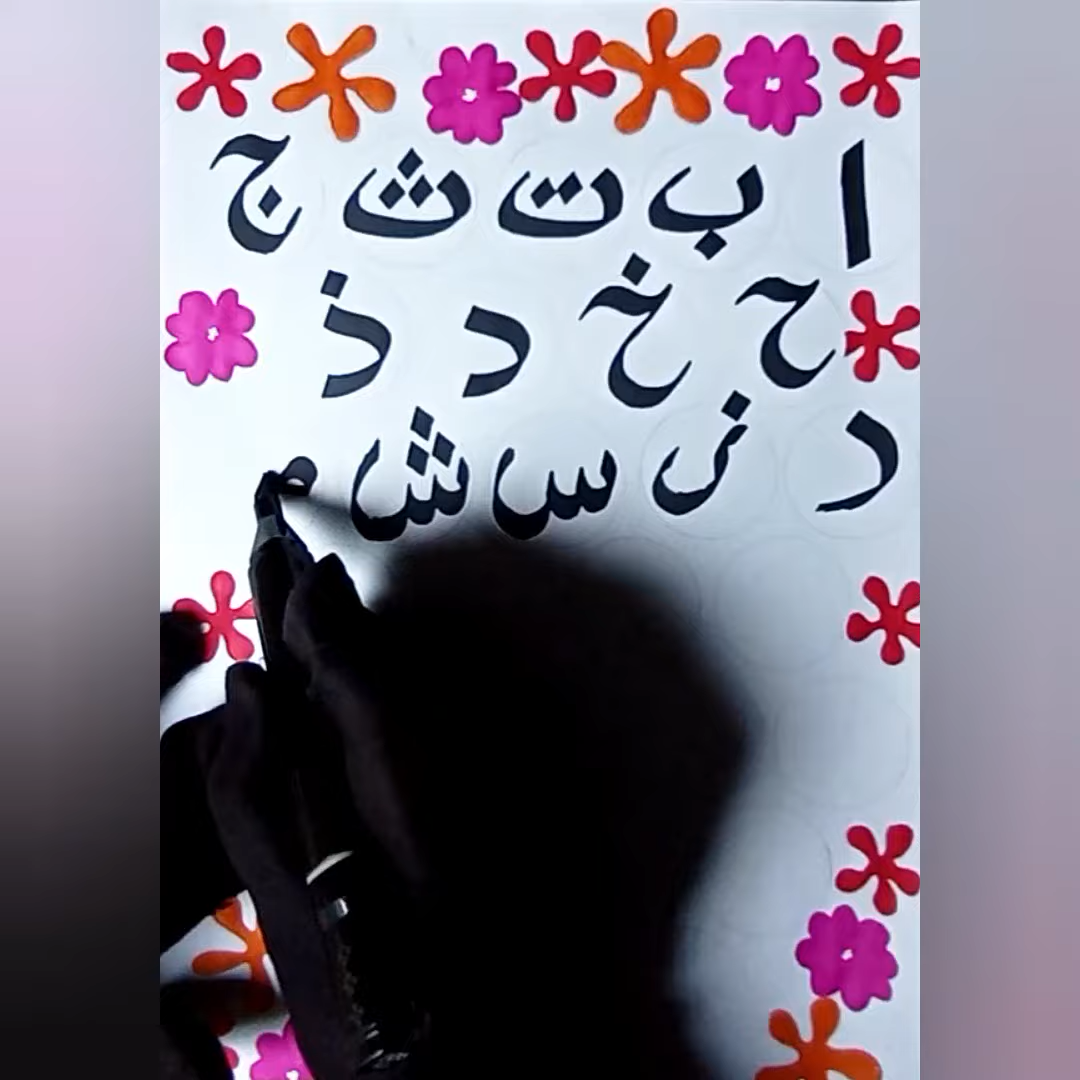 ا ب ت ث ج
ح خ د ذ
ر ز س ش